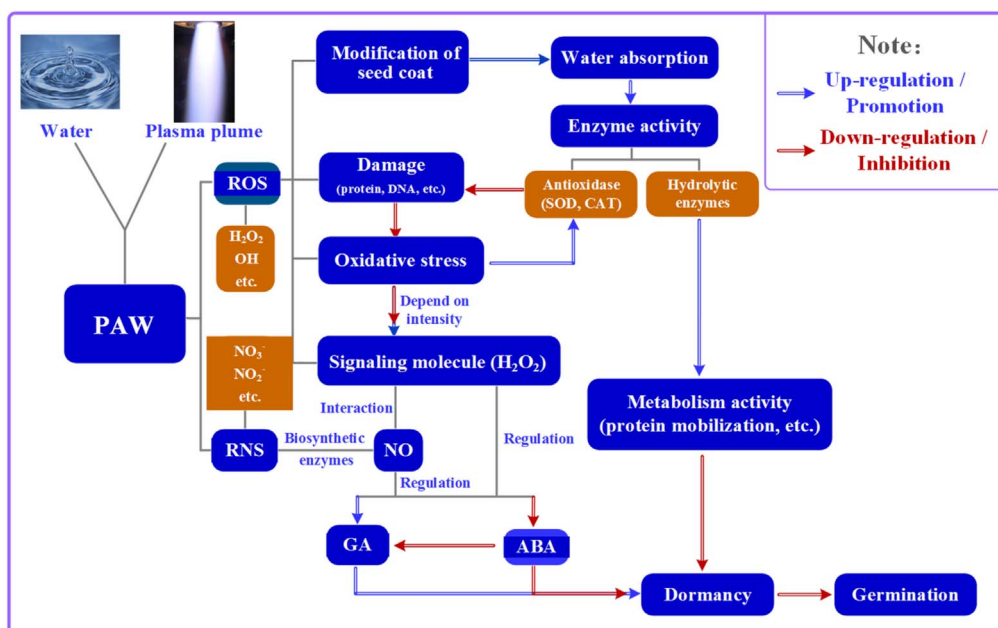 Water
Plasma plume
PAW
ROS
H₂O₂
OH
etc.
NO₃⁻
NO₂⁻
etc.
RNS
Modification of
seed coat
Water absorption
Enzyme activity
Damage
(protein, DNA, etc.)
Antioxidase
(SOD, CAT)
Hydrolytic
enzymes
Oxidative stress
Depend on
intensity
Signaling molecule (H₂O₂)
Interaction
Biosynthetic
enzymes
NO
Regulation
Regulation
GA
ABA
Metabolism activity
(protein mobilization, etc.)
Dormancy
Germination
Note:
Up-regulation /
Promotion
Down-regulation /
Inhibition